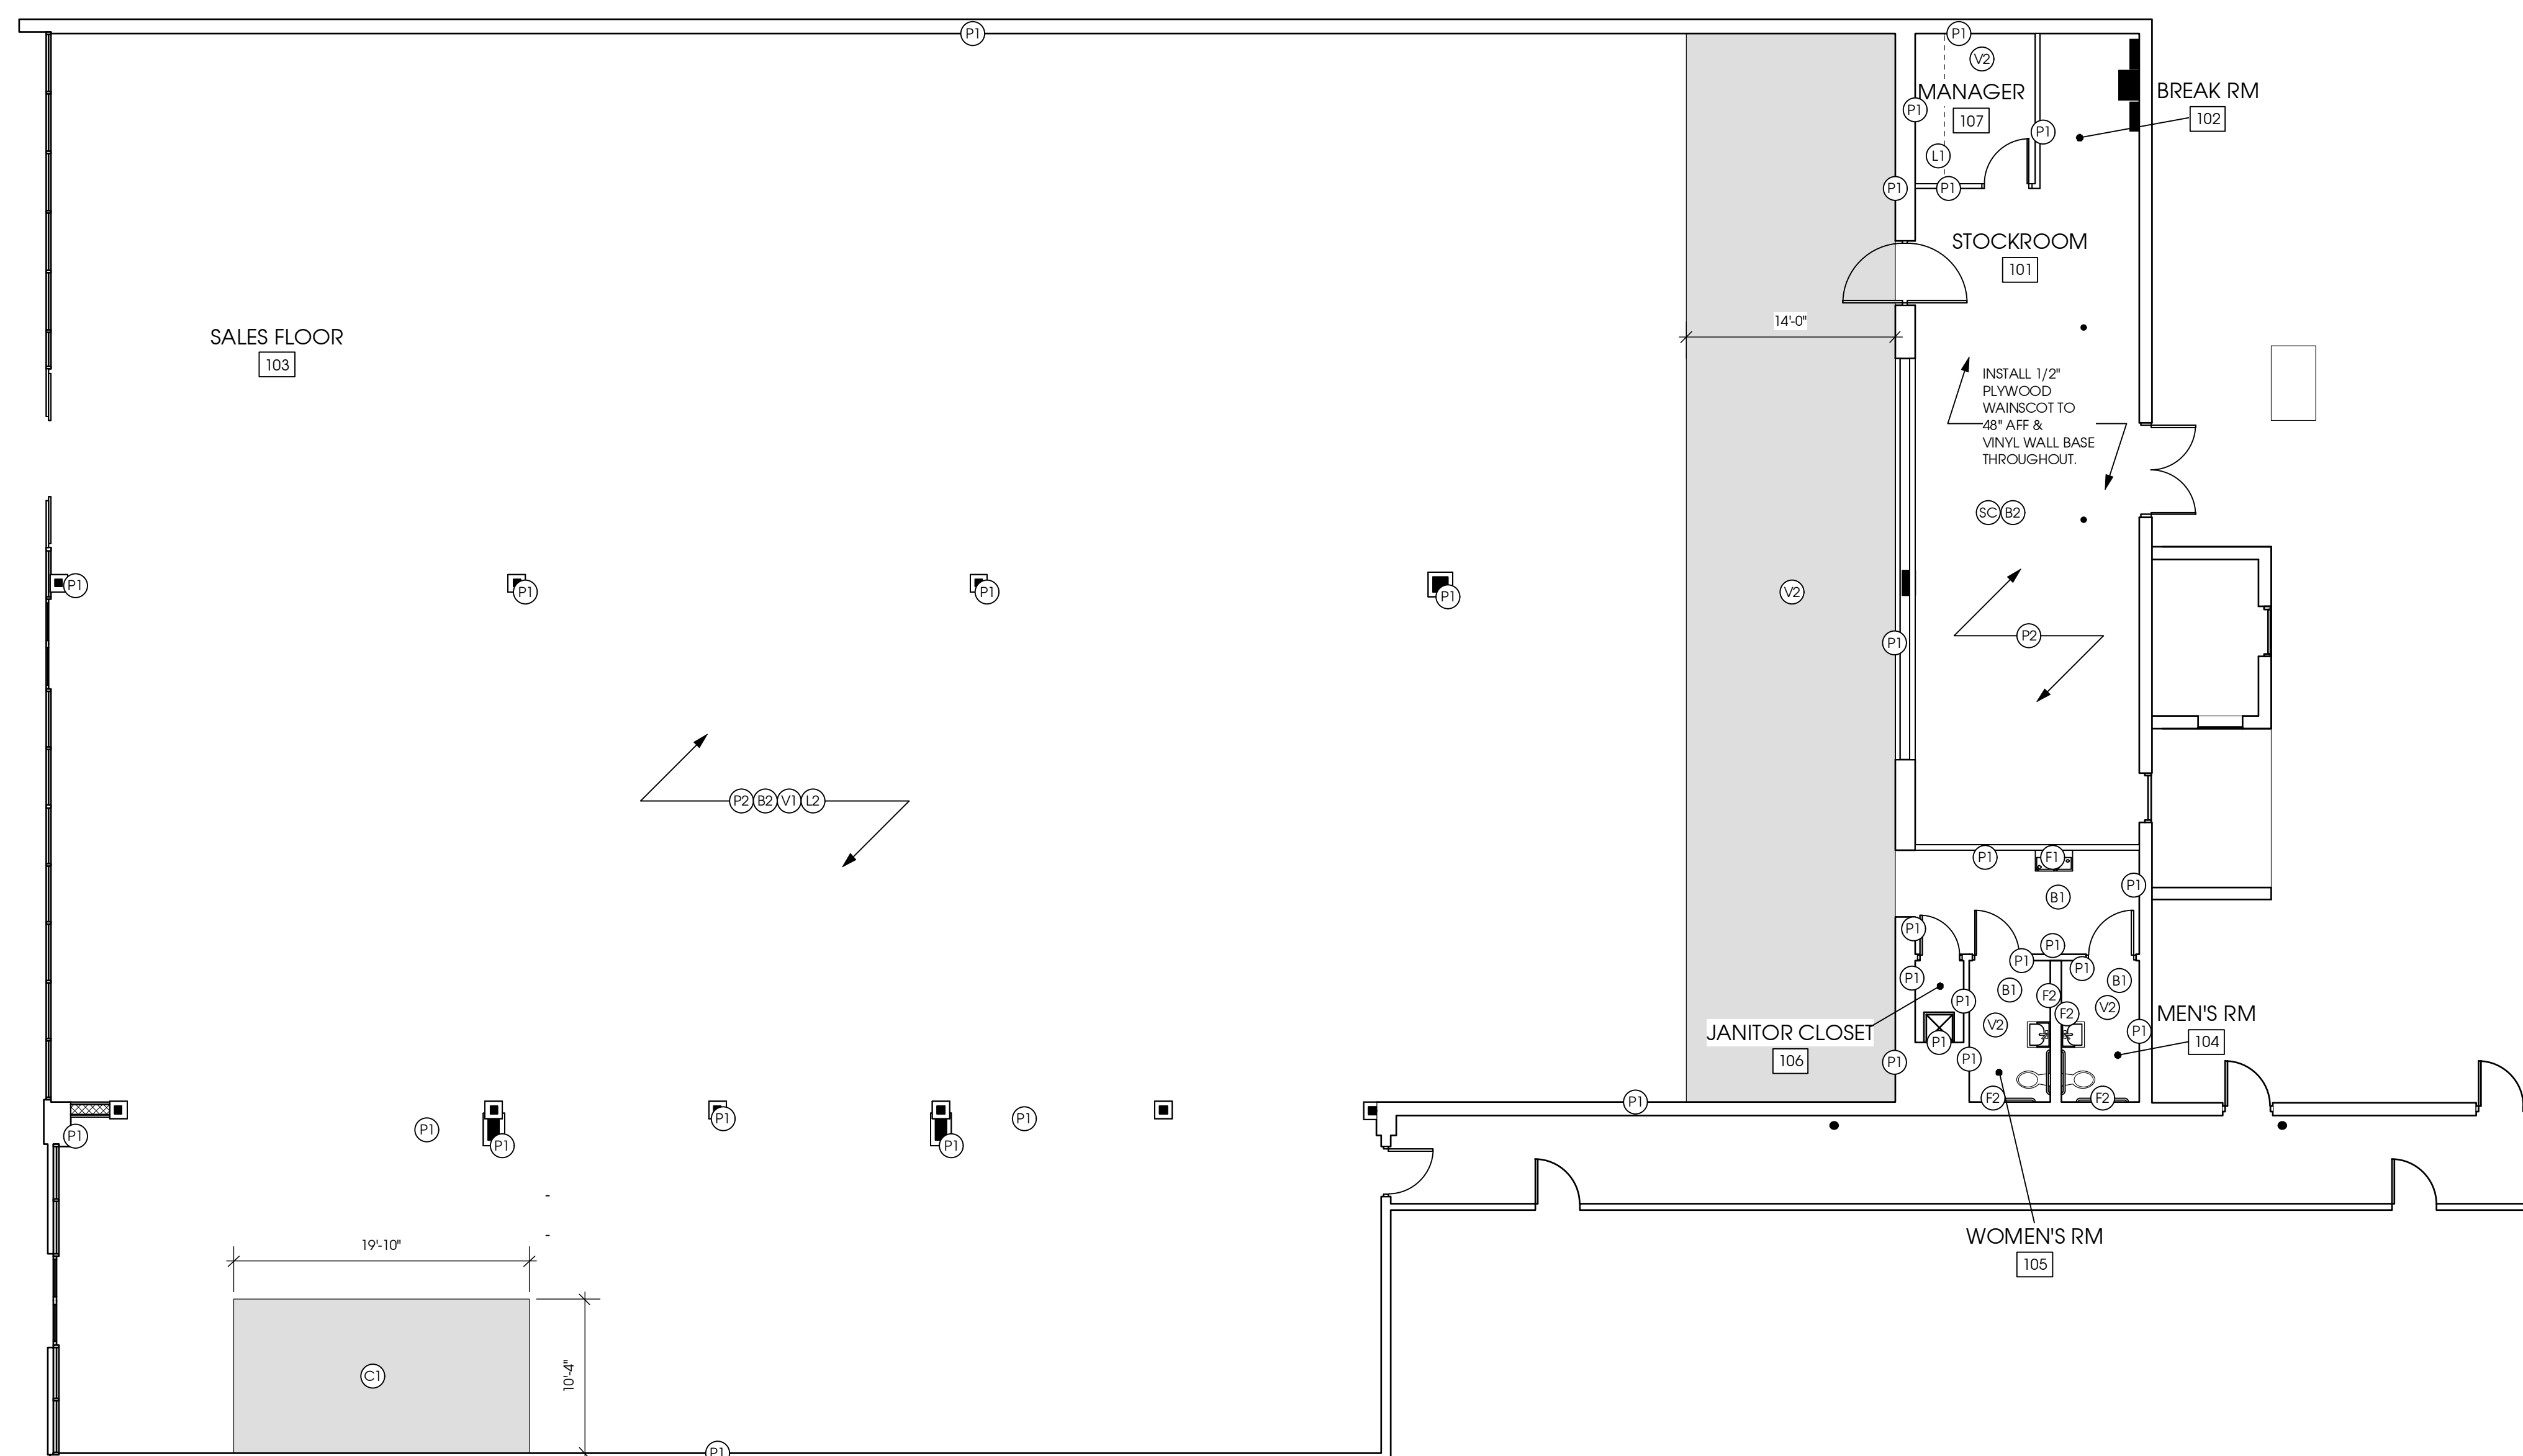 P1
P1
V2
MANAGER
107
P1
BREAK RM
102
P1
L1
P1
P1
STOCKROOM
101
14'-0"
SALES FLOOR
103
INSTALL 1/2"
PLYWOOD
WAINSCOT TO
48" AFF &
VINYL WALL BASE
THROUGHOUT.
SC B2
P1
P1
P1
P1
V2
P2
P1
P2 B2 V1 L2
P1
F1
P1
B1
P1
P1
P1
P1
P1
B1
B1
P1
F2
V2
F2
V2
MEN'S RM
104
P1
JANITOR CLOSET
106
P1
P1
P1
F2
F2
P1
P1
P1
P1
P1
P1
P1
P1
WOMEN'S RM
105
19'-10"
10'-4"
C1
P1